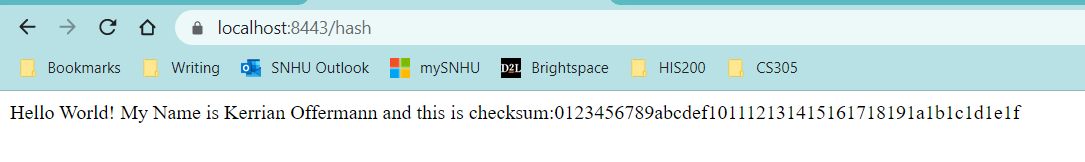 localhost:8443/hash
Bookmarks Writing SNHU Outlook mySNHU D2L Brightspace HIS200 CS305
Hello World! My Name is Kerrian Offermann and this is checksum:0123456789abcdef101112131415161718191a1b1c1d1e1f